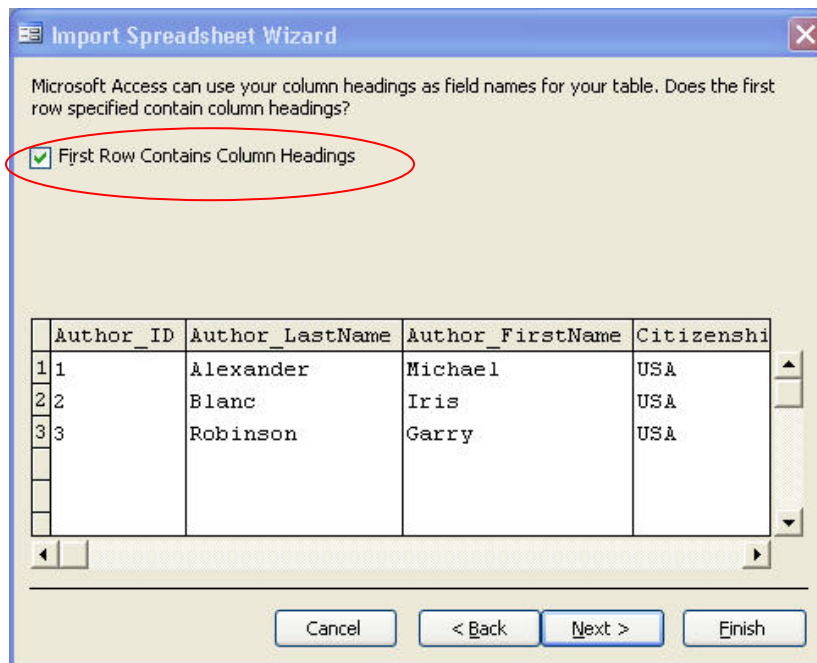 Import Spreadsheet Wizard
Microsoft Access can use your column headings as field names for your table. Does the first
row specified contain column headings?
First Row Contains Column Headings
Author_ID Author_LastName Author_FirstName Citizenshi
1 1 Alexander Michael USA
2 2 Blanc Iris USA
3 3 Robinson Garry USA
Cancel < Back Next > Finish